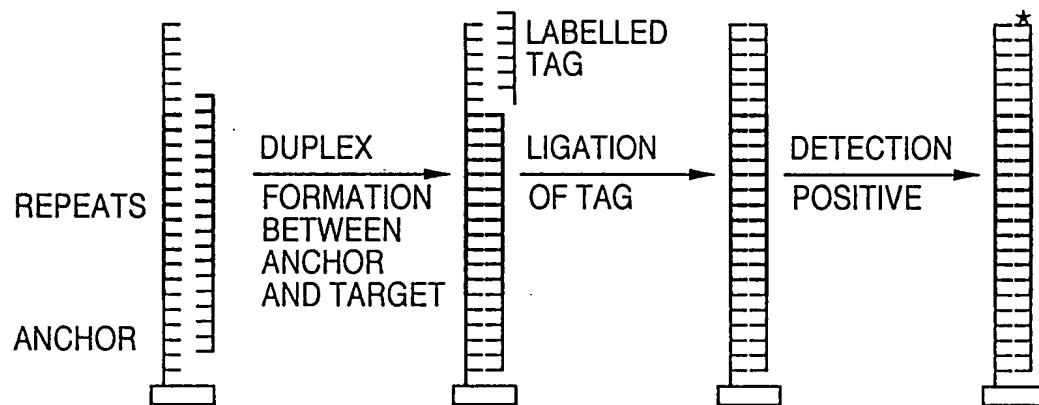 REPEATS
ANCHOR
DUPLEX
FORMATION
BETWEEN
ANCHOR
AND TARGET
LABELLED
TAG
LIGATION
OF TAG
DETECTION
POSITIVE